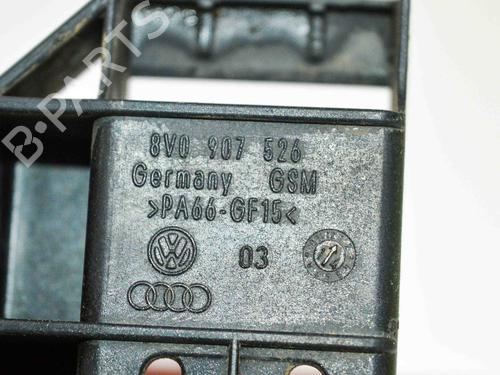 B-PARTS
8V0 907 526
Germany GSM
>PA66-GF15<
03